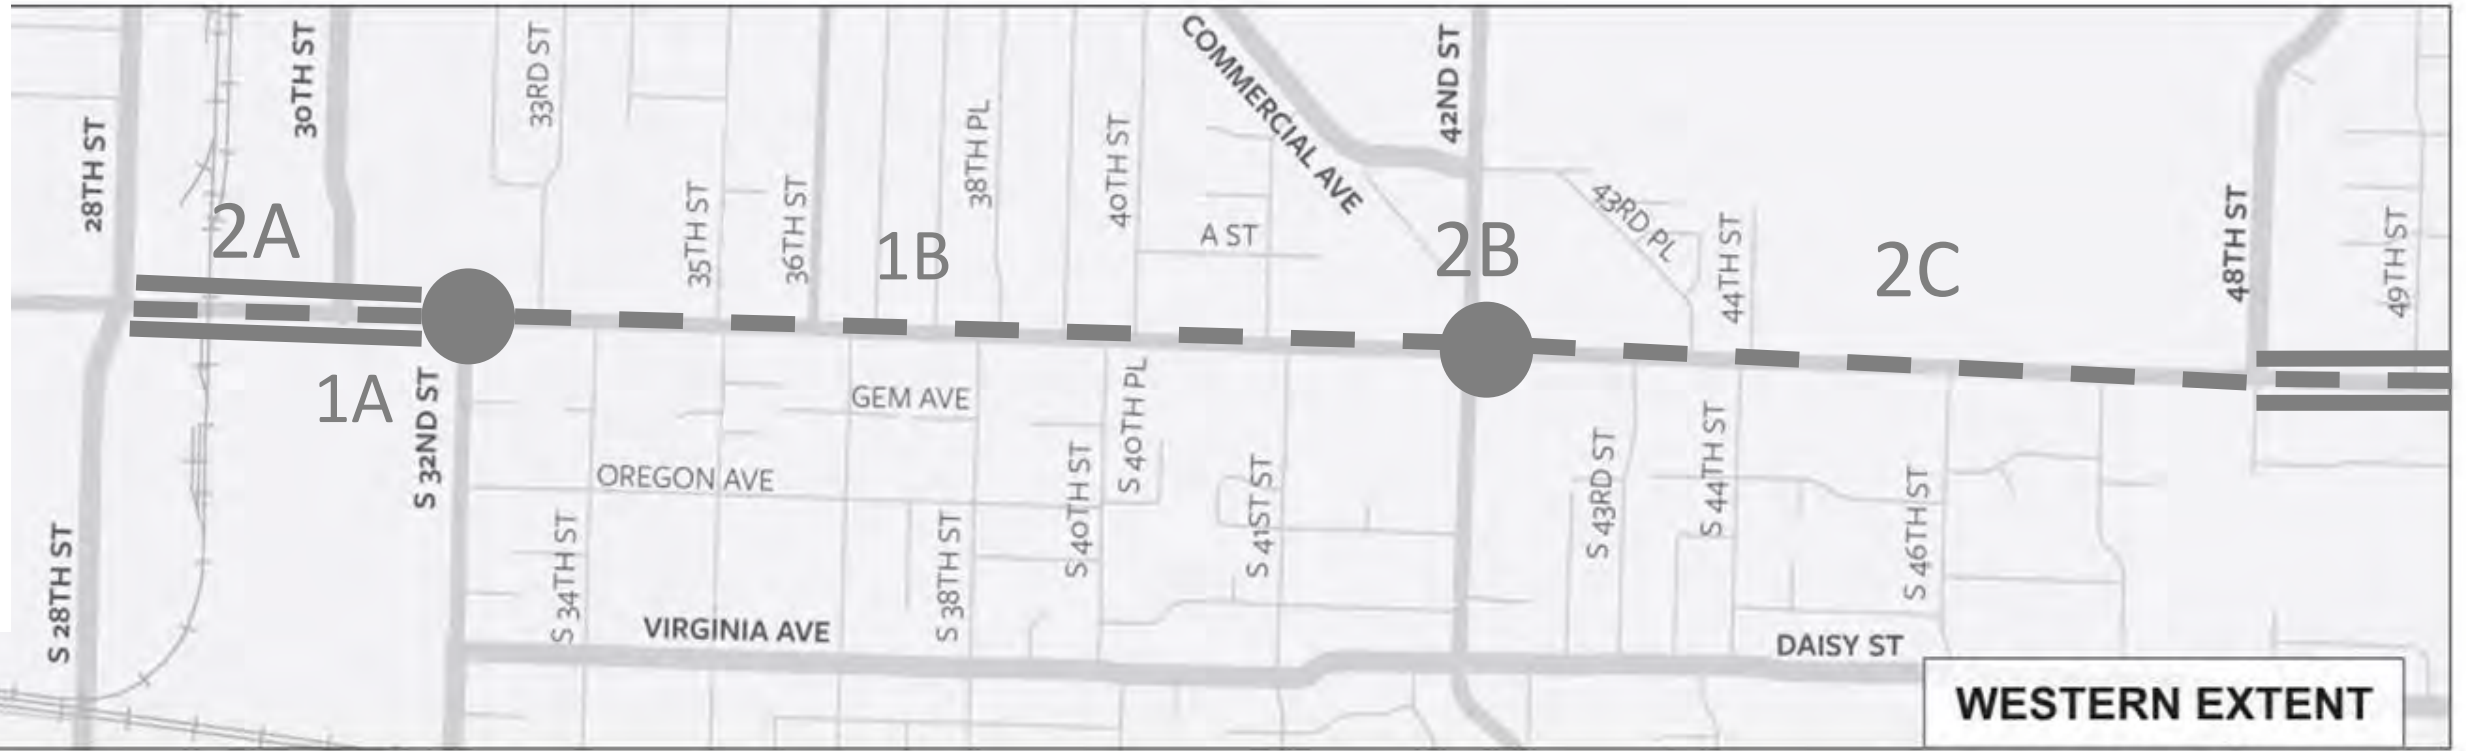 28TH ST
30TH ST
33RD ST
35TH ST
36TH ST
38TH PL
40TH ST
A ST
COMMERCIAL AVE
42ND ST
43RD PL
44TH ST
48TH ST
49TH ST
2A
1A
1B
2B
2C
S 28TH ST
S 32ND ST
S 34TH ST
OREGON AVE
GEM AVE
VIRGINIA AVE
S 38TH ST
S 40TH ST
S 40TH PL
S 41ST ST
S 43RD ST
S 44TH ST
S 46TH ST
DAISY ST
WESTERN EXTENT